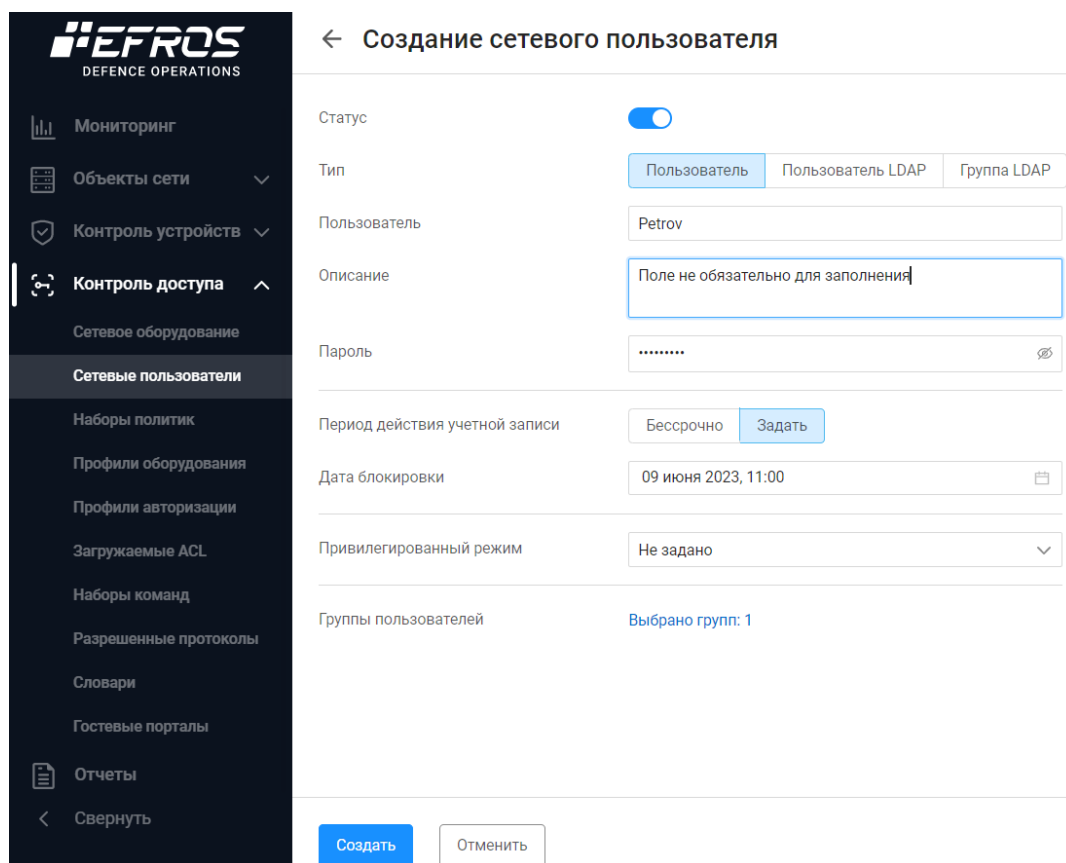 EFROS
DEFENCE OPERATIONS
Мониторинг
Объекты сети
Контроль устройств
Контроль доступа
Сетевое оборудование
Сетевые пользователи
Наборы политик
Профили оборудования
Профили авторизации
Загружаемые ACL
Наборы команд
Разрешенные протоколы
Словари
Гостевые порталы
Отчеты
Свернуть
Создание сетевого пользователя
Статус
Тип Пользователь Пользователь LDAP Группа LDAP
Пользователь Petrov
Описание Поле не обязательно для заполнения
Пароль •••••••••
Период действия учетной записи Бессрочно Задать
Дата блокировки 09 июня 2023, 11:00
Привилегированный режим Не задано
Группы пользователей Выбрано групп: 1
Создать Отменить